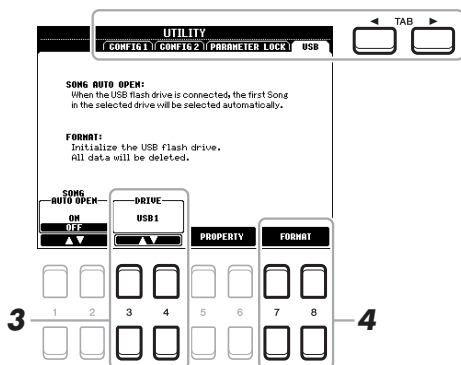 UTILITY
CONFIG 1 CONFIG 2 PARAMETER LOCK USB
TAB
SONG AUTO OPEN:
When the USB flash drive is connected, the first Song
in the selected drive will be selected automatically.
FORMAT:
Initialize the USB flash drive.
All data will be deleted.
SONG
AUTO OPEN
DRIVE
ON
OFF
USB1
PROPERTY
FORMAT
1 2 3 4 5 6 7 8
3
4